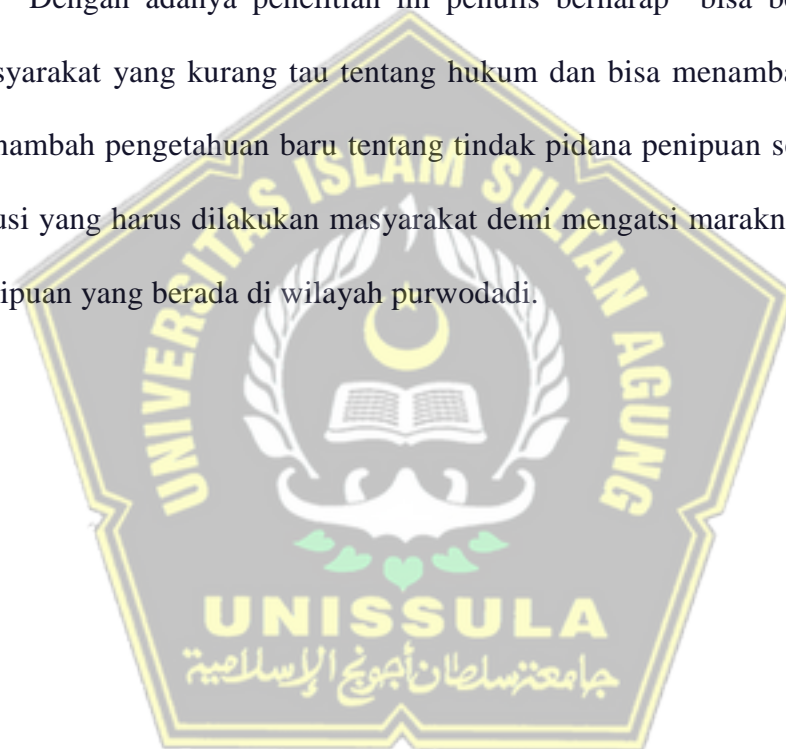 Dengan adanya penelitian ini penulis berharap bisa be
syarakat yang kurang tau tentang hukum dan bisa menamba
nambah pengetahuan baru tentang tindak pidana penipuan se
usi yang harus dilakukan masyarakat demi mengatsi marakn
ipuan yang berada di wilayah purwodadi.
UNIVERSITAS ISLAM SULTAN AGUNG
UNISSULA
جامعة سلطان أجونج الإسلامية